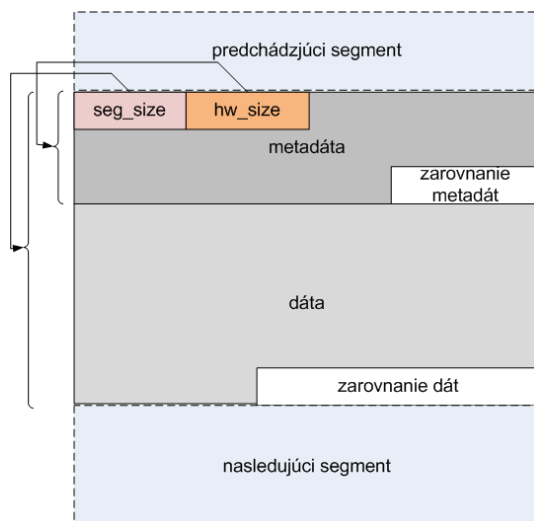 predchádzjúci segment
seg_size hw_size
metadáta
zarovnanie
metadát
dáta
zarovnanie dát
nasledujúci segment